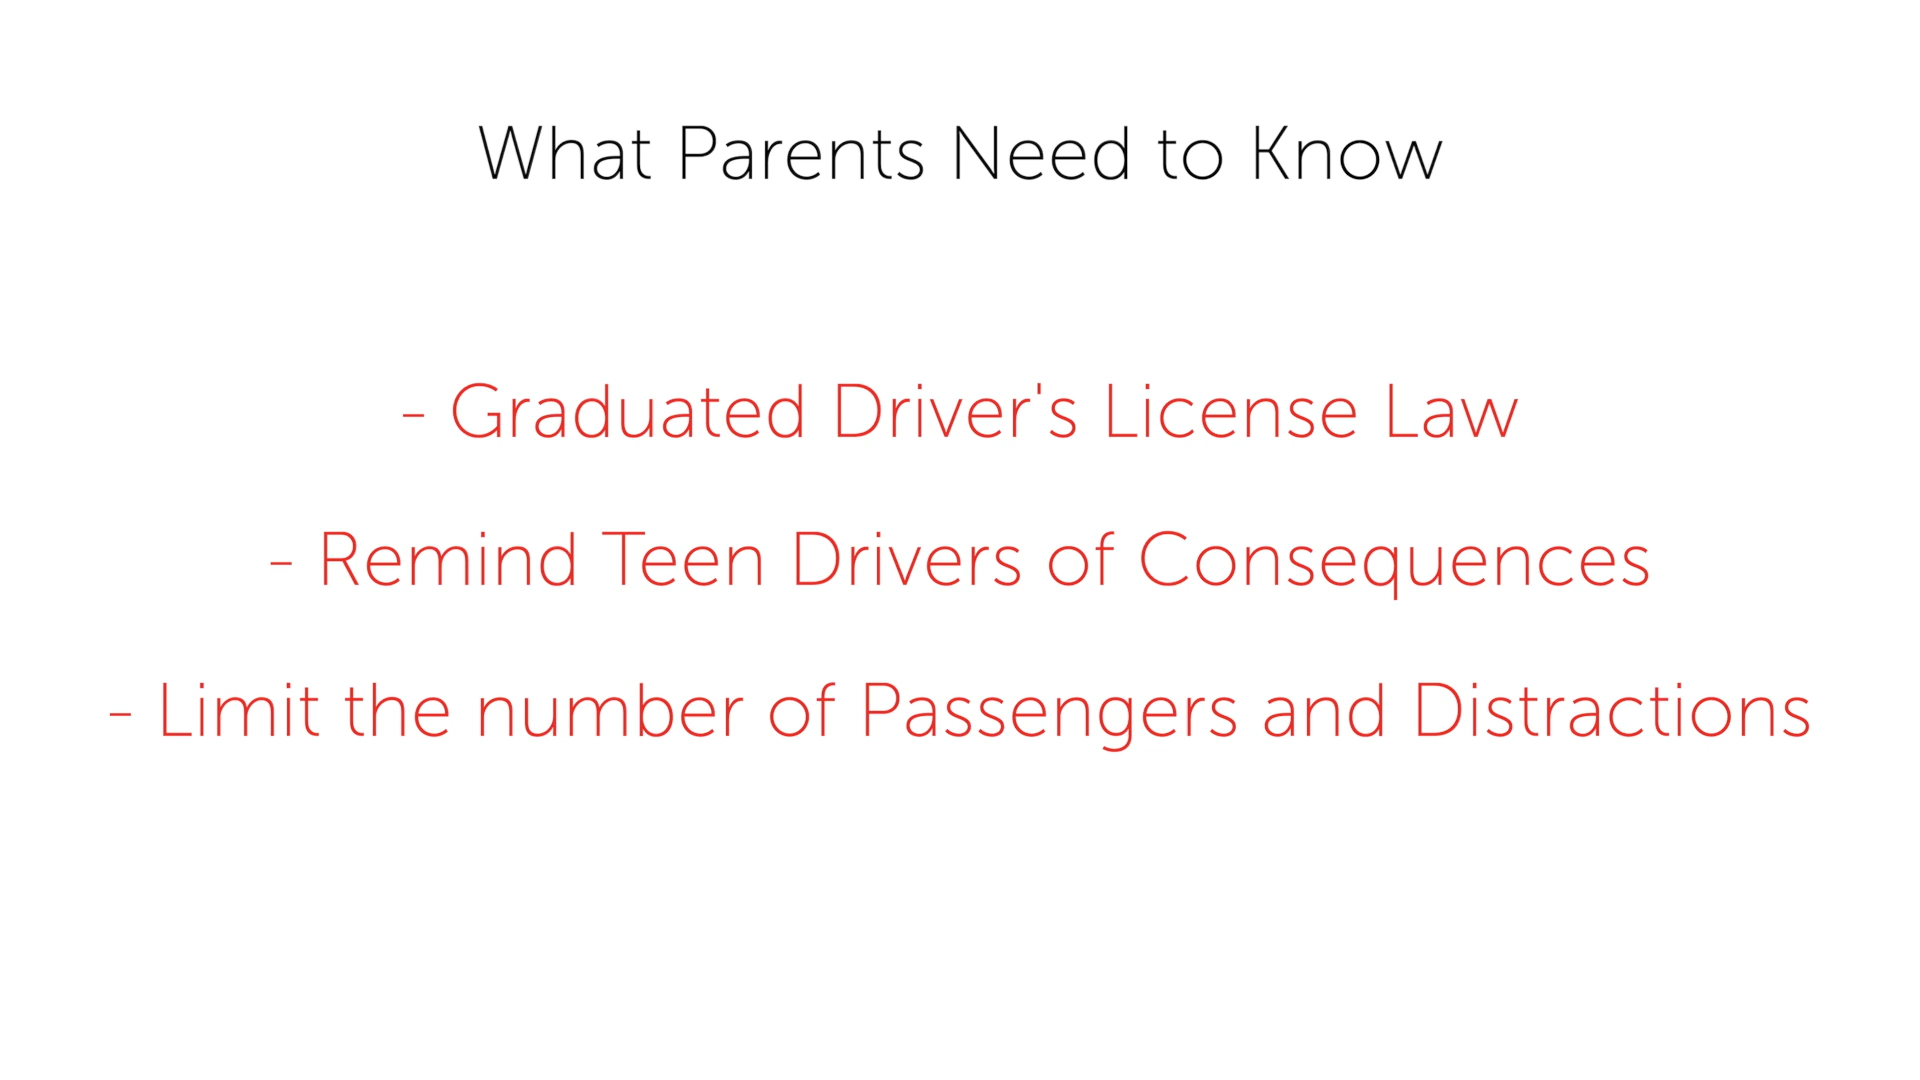 What Parents Need to Know
- Graduated Driver's License Law
- Remind Teen Drivers of Consequences
- Limit the number of Passengers and Distractions